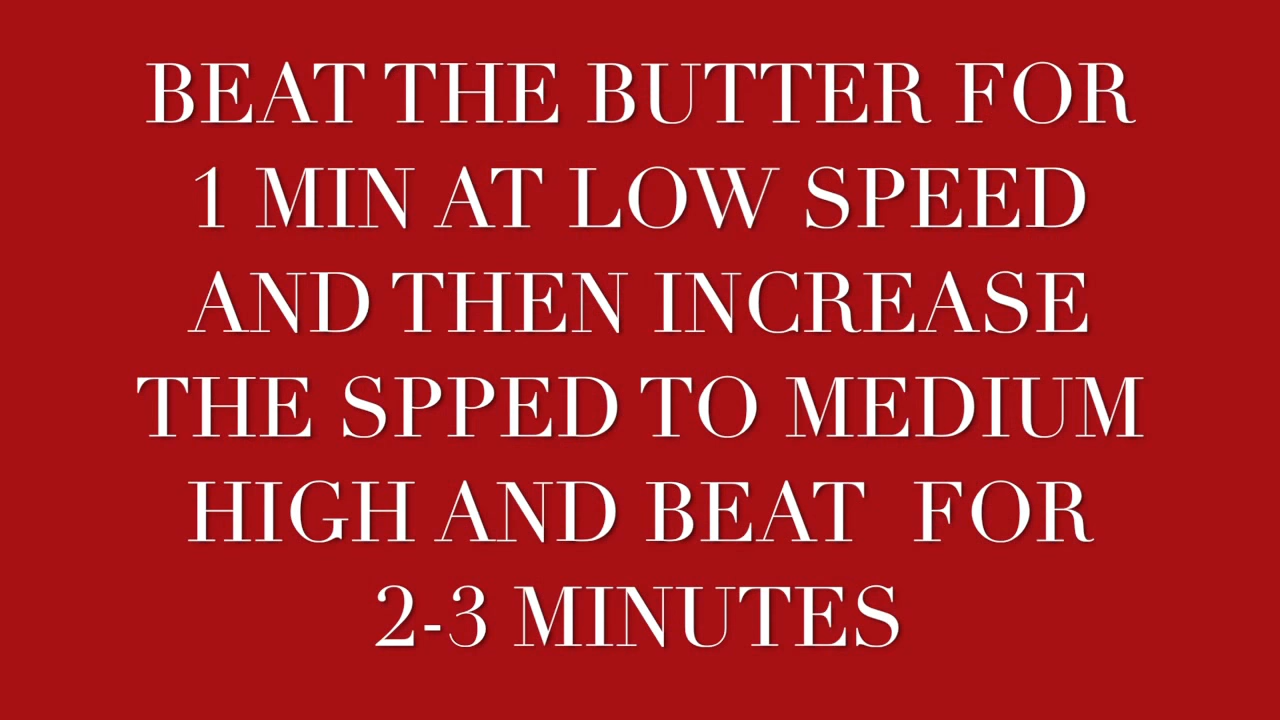 BEAT THE BUTTER FOR
1 MIN AT LOW SPEED
AND THEN INCREASE
THE SPPED TO MEDIUM
HIGH AND BEAT  FOR
2-3 MINUTES